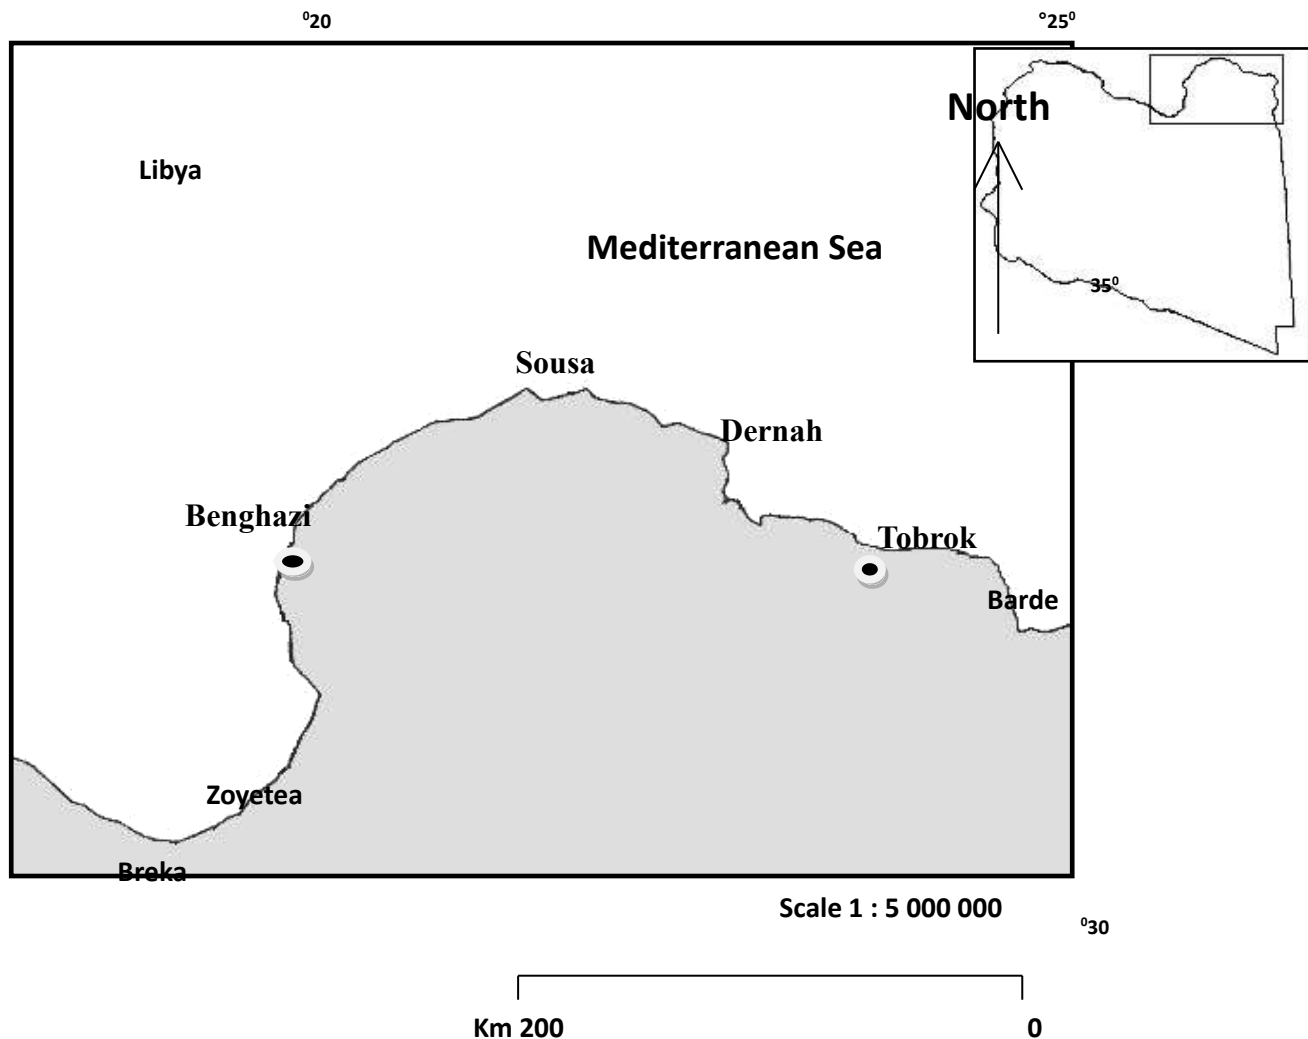 ⁰20
°25⁰
North
Libya
Mediterranean Sea
35⁰
Sousa
Dernah
Benghazi
Tobrok
Barde
Zoyetea
Breka
Scale 1 : 5 000 000
⁰30
Km 200
0